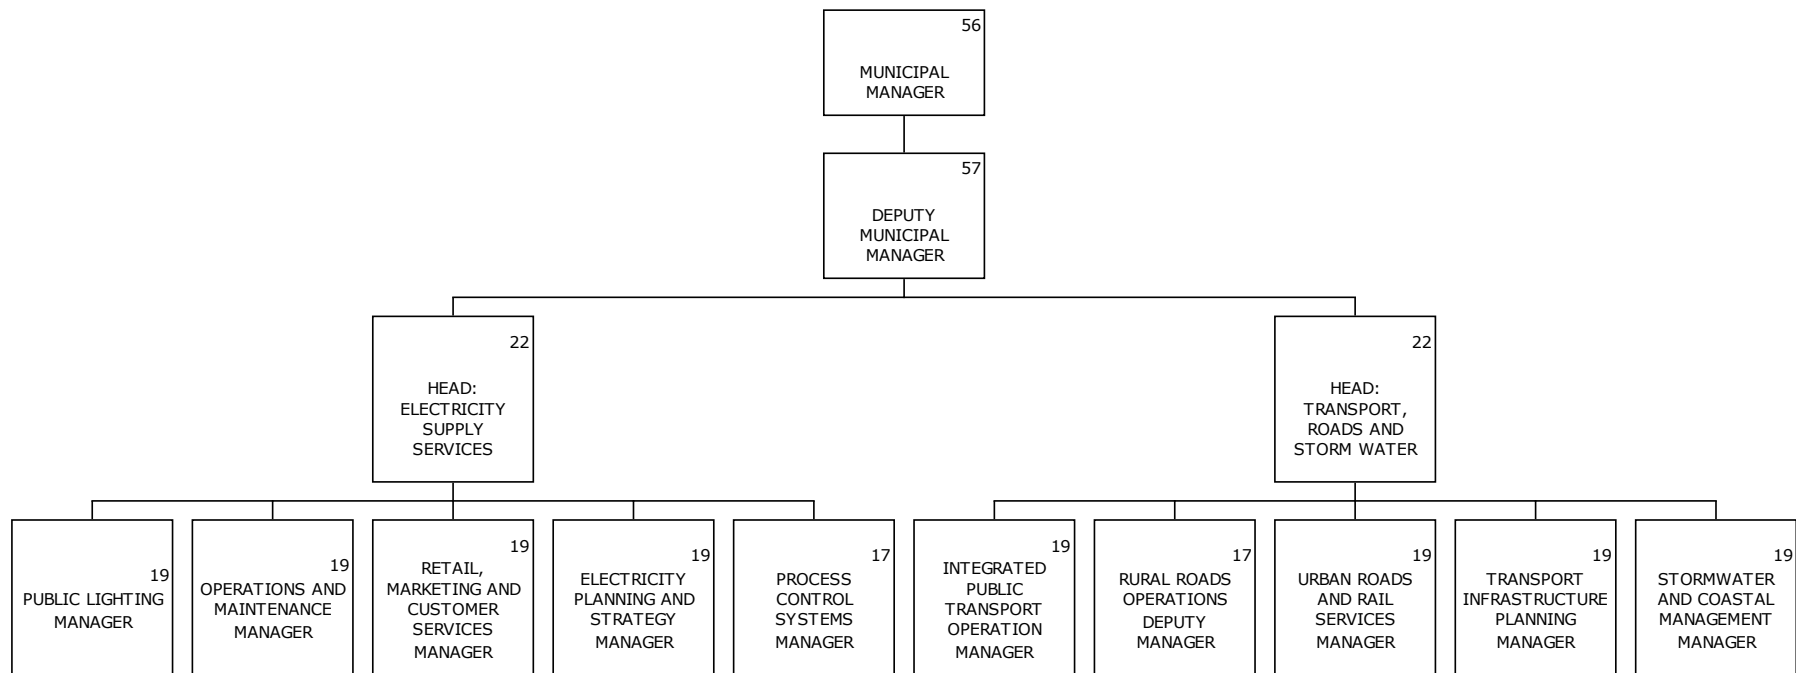 56
MUNICIPAL
MANAGER
57
DEPUTY
MUNICIPAL
MANAGER
22
HEAD:
ELECTRICITY
SUPPLY
SERVICES
22
HEAD:
TRANSPORT,
ROADS AND
STORM WATER
19
PUBLIC LIGHTING
MANAGER
19
OPERATIONS AND
MAINTENANCE
MANAGER
19
RETAIL,
MARKETING AND
CUSTOMER
SERVICES
MANAGER
19
ELECTRICITY
PLANNING AND
STRATEGY
MANAGER
17
PROCESS
CONTROL
SYSTEMS
MANAGER
19
INTEGRATED
PUBLIC
TRANSPORT
OPERATION
MANAGER
17
RURAL ROADS
OPERATIONS
DEPUTY
MANAGER
19
URBAN ROADS
AND RAIL
SERVICES
MANAGER
19
TRANSPORT
INFRASTRUCTURE
PLANNING
MANAGER
19
STORMWATER
AND COASTAL
MANAGEMENT
MANAGER